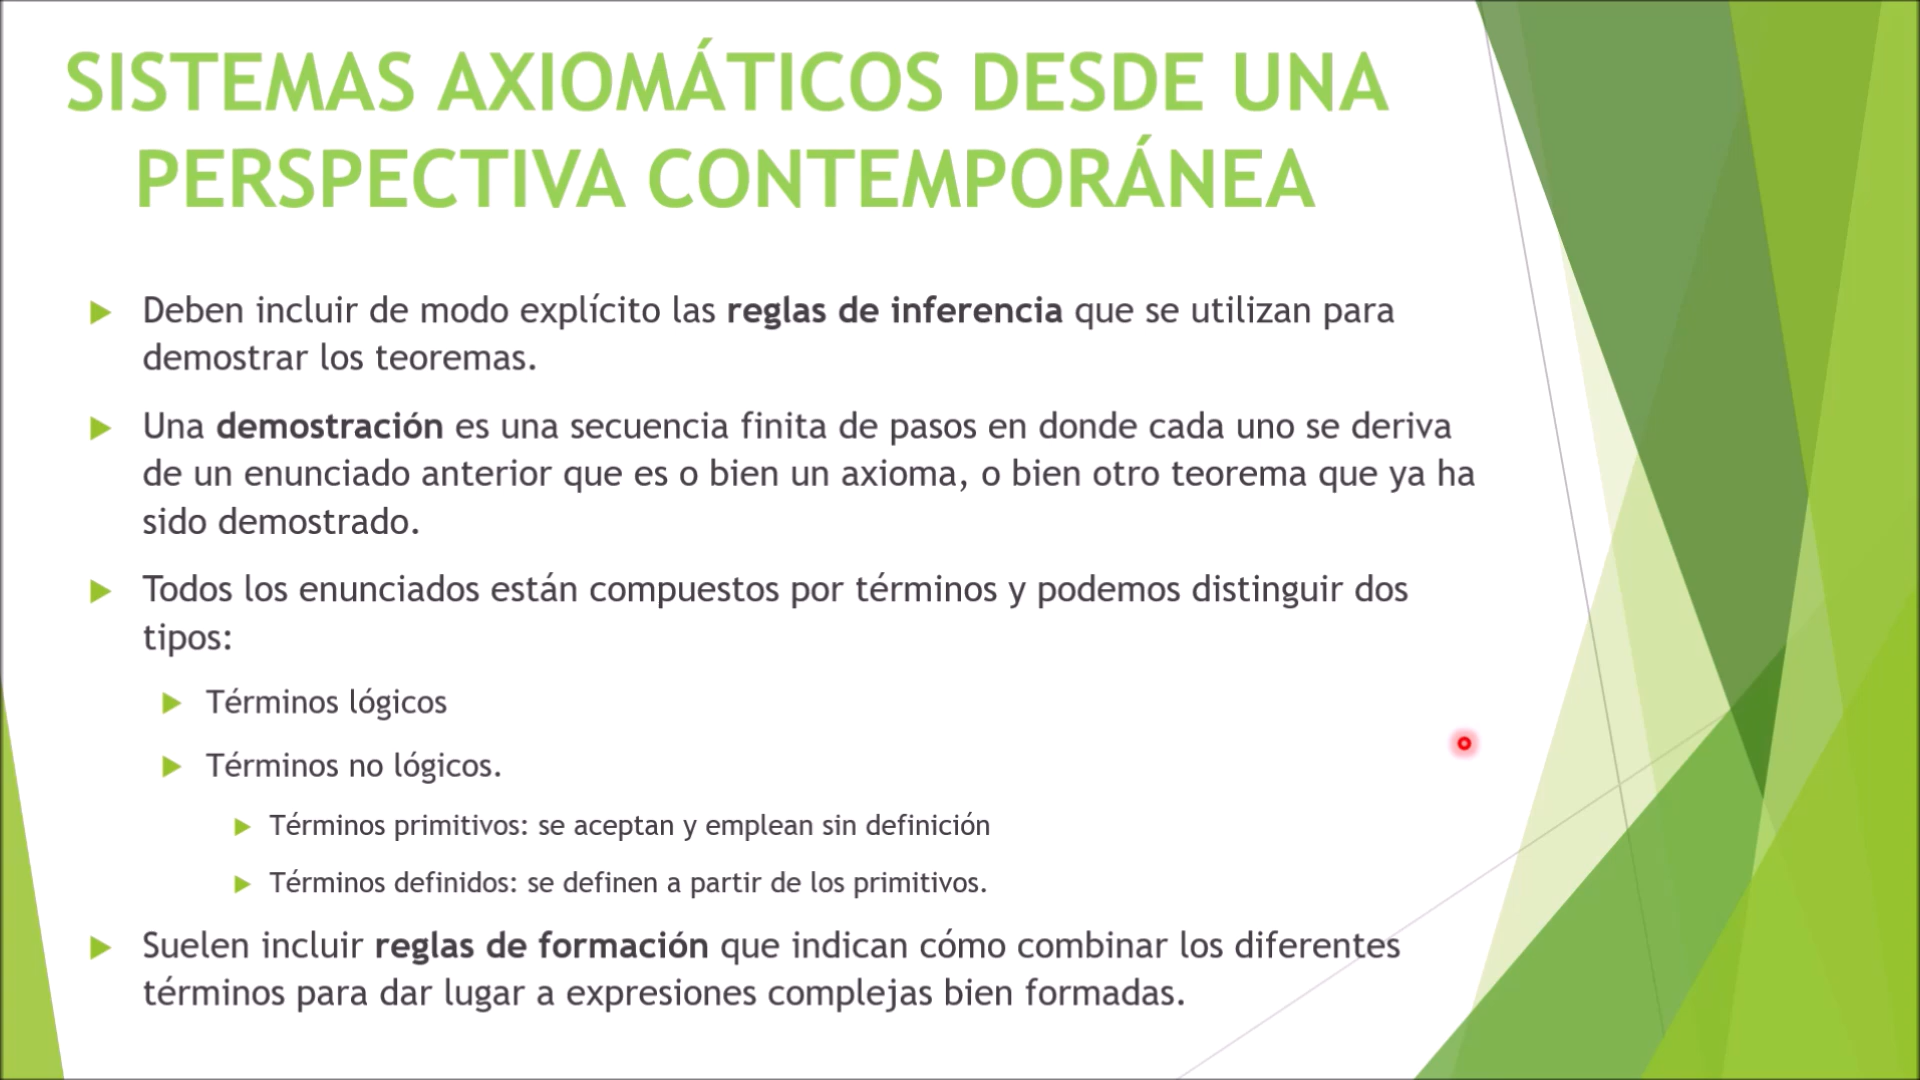 SISTEMAS AXIOMÁTICOS DESDE UNA
PERSPECTIVA CONTEMPORÁNEA
Deben incluir de modo explícito las reglas de inferencia que se utilizan para
demostrar los teoremas.
Una demostración es una secuencia finita de pasos en donde cada uno se deriva
de un enunciado anterior que es o bien un axioma, o bien otro teorema que ya ha
sido demostrado.
Todos los enunciados están compuestos por términos y podemos distinguir dos
tipos:
Términos lógicos
Términos no lógicos.
Términos primitivos: se aceptan y emplean sin definición
Términos definidos: se definen a partir de los primitivos.
Suelen incluir reglas de formación que indican cómo combinar los diferentes
términos para dar lugar a expresiones complejas bien formadas.